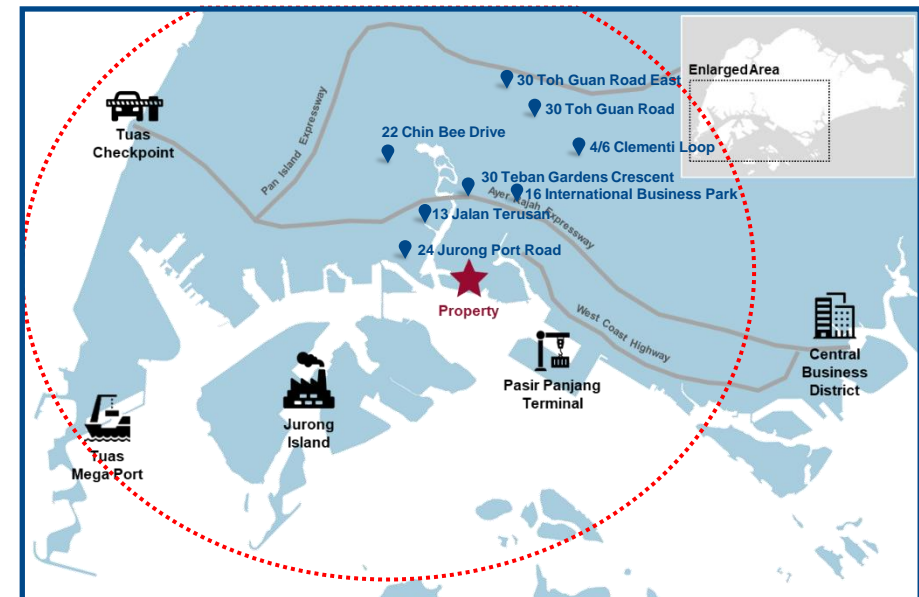 Enlarged Area
30 Toh Guan Road East
30 Toh Guan Road
Tuas
Checkpoint
22 Chin Bee Drive
4/6 Clementi Loop
Pan Island Expressway
30 Teban Gardens Crescent
16 International Business Park
Ayer Rajah Expressway
13 Jalan Terusan
24 Jurong Port Road
Property
West Coast Highway
Central
Business
District
Pasir Panjang
Terminal
Jurong
Island
Tuas
Mega Port